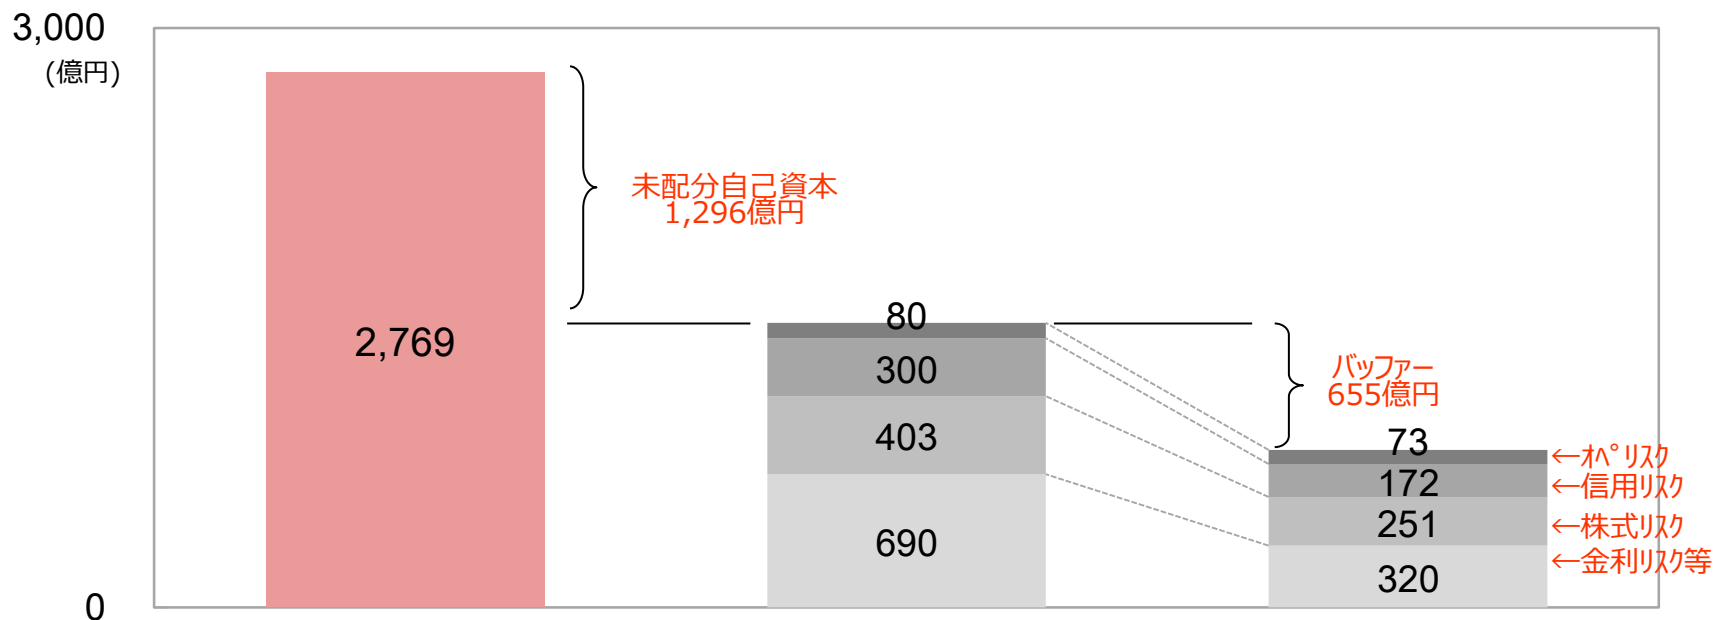 3,000
(億円)
未配分自己資本
1,296億円
2,769
80
300
403
690
バッファー
655億円
73
172
251
320
←オペリスク
←信用リスク
←株式リスク
←金利リスク等
0